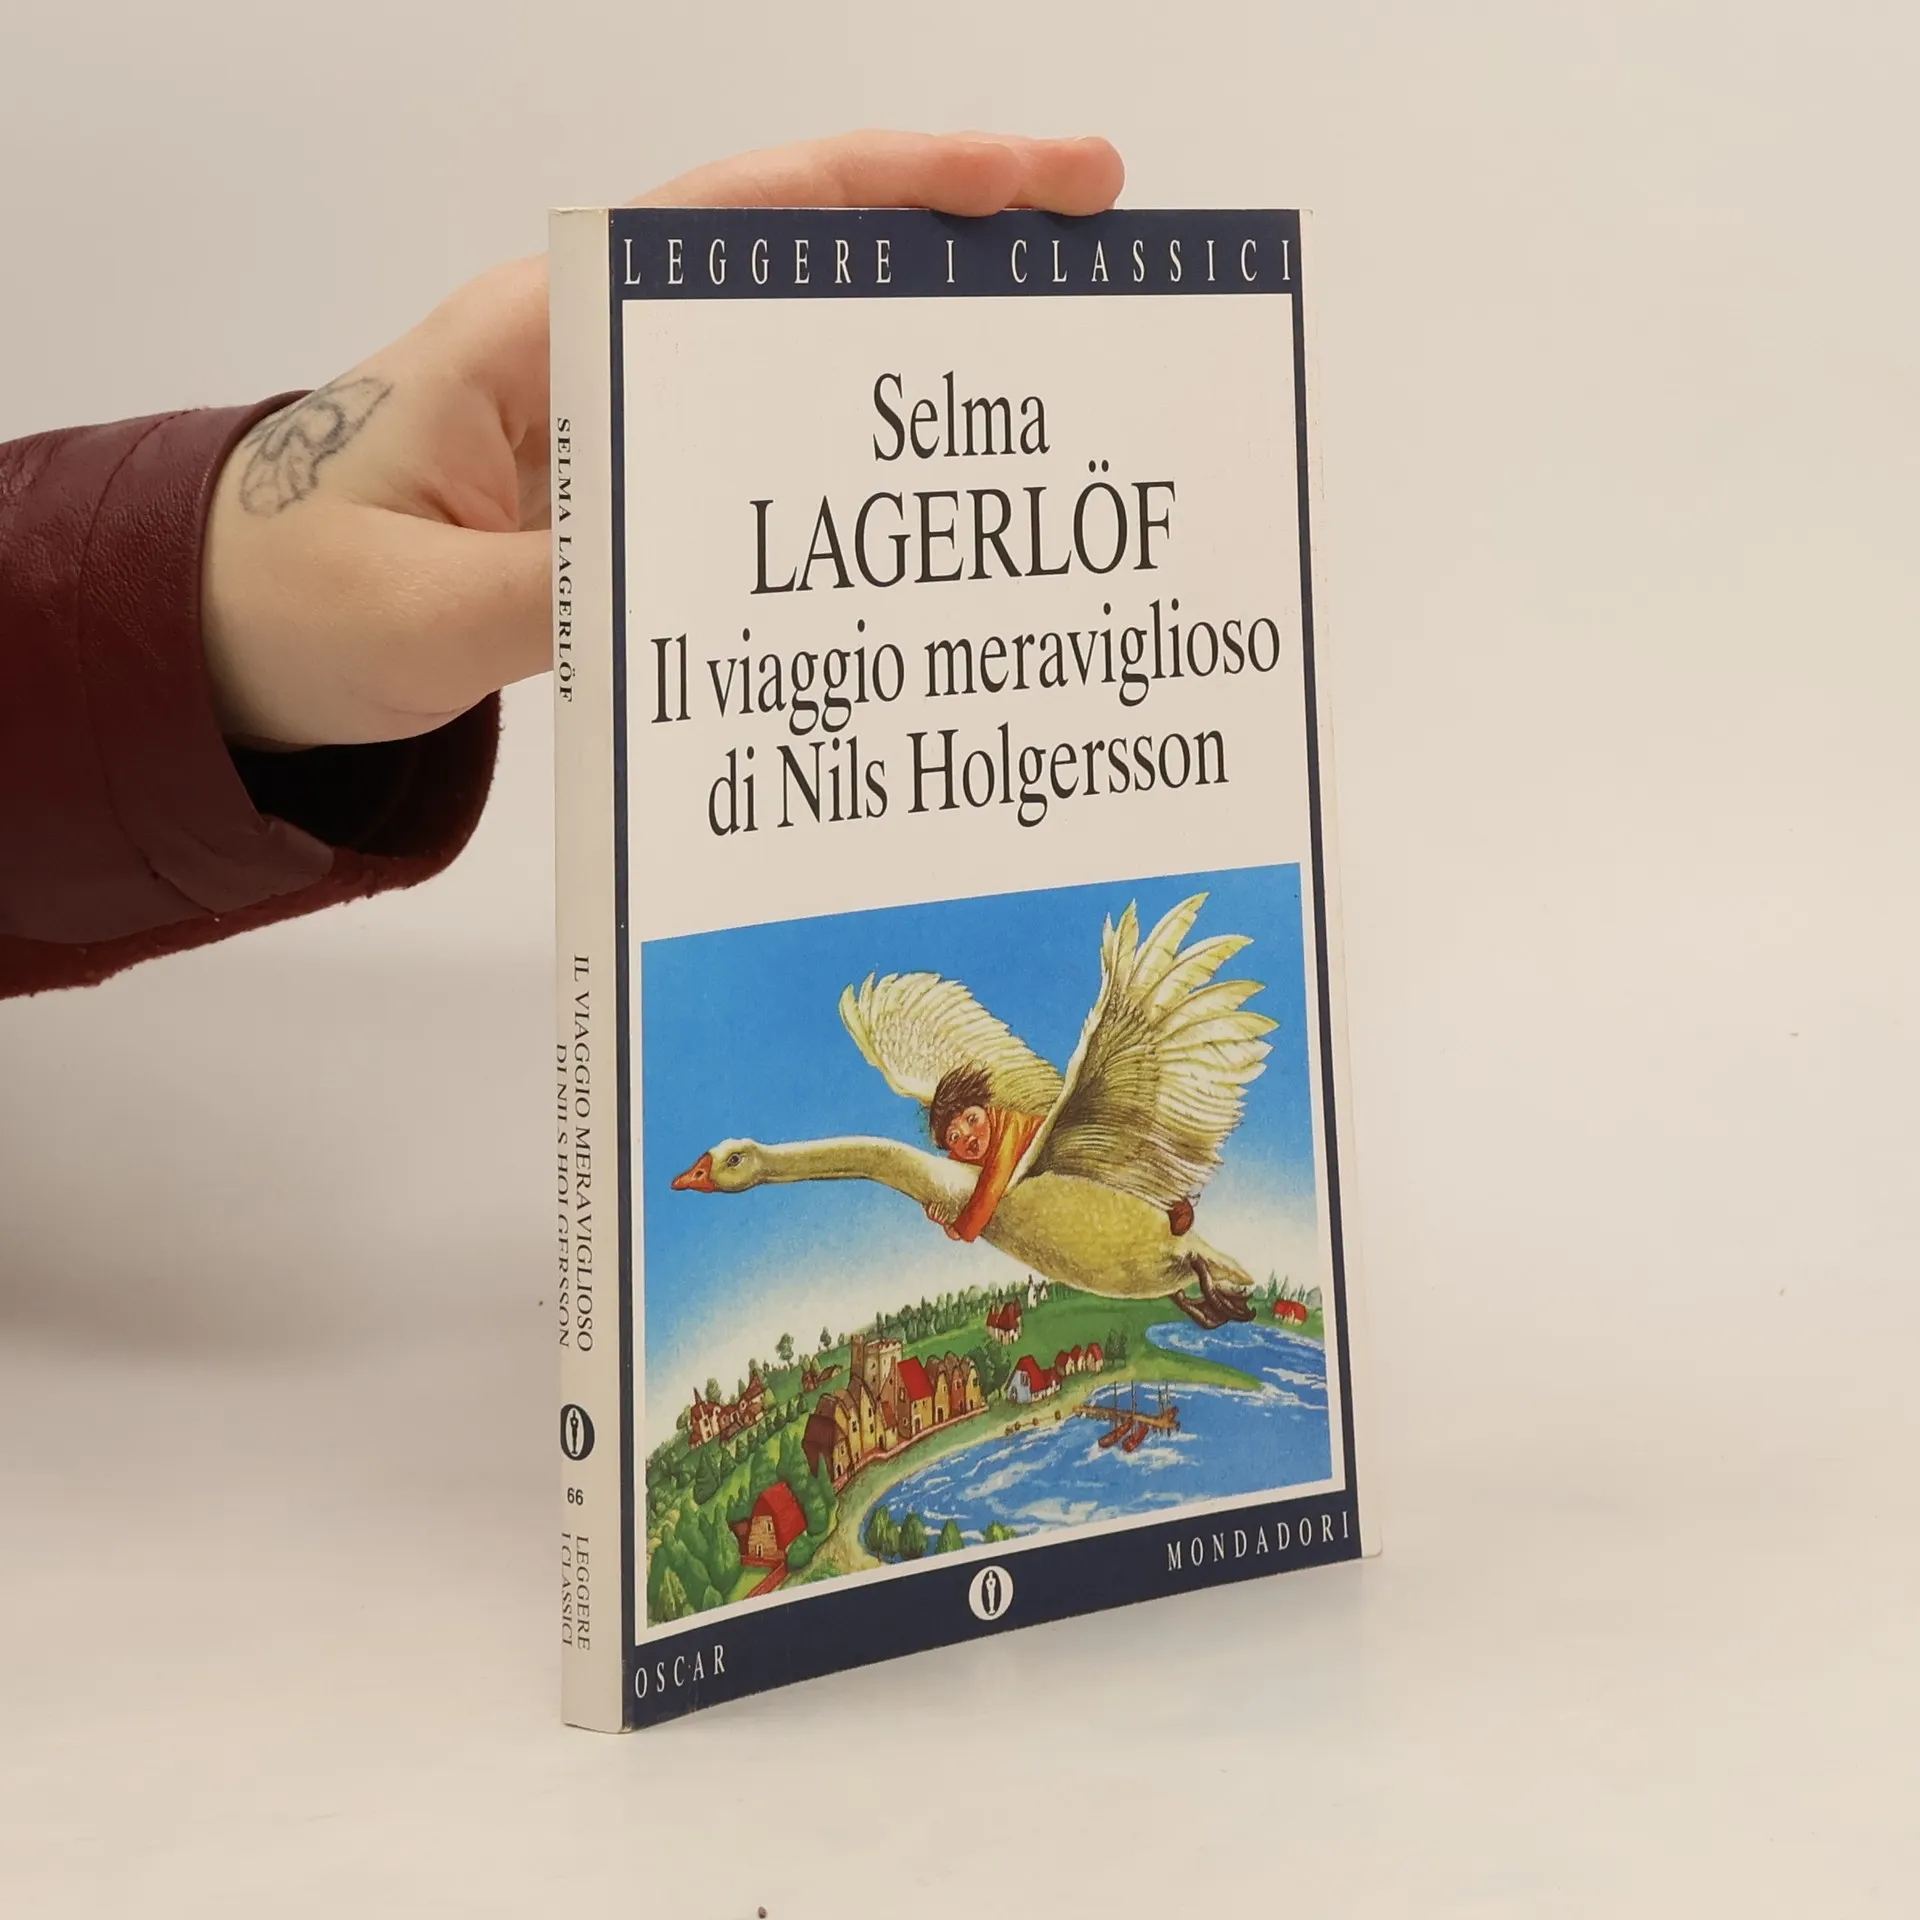 LEGGERE I CLASSICI
Selma
LAGERLÖF
Il viaggio meraviglioso
di Nils Holgersson
OSCAR
MONDADORI
SELMA LAGERLÖF
IL VIAGGIO MERAVIGLIOSO
DI NILS HOLGERSSON
66
LEGGERE
I CLASSICI